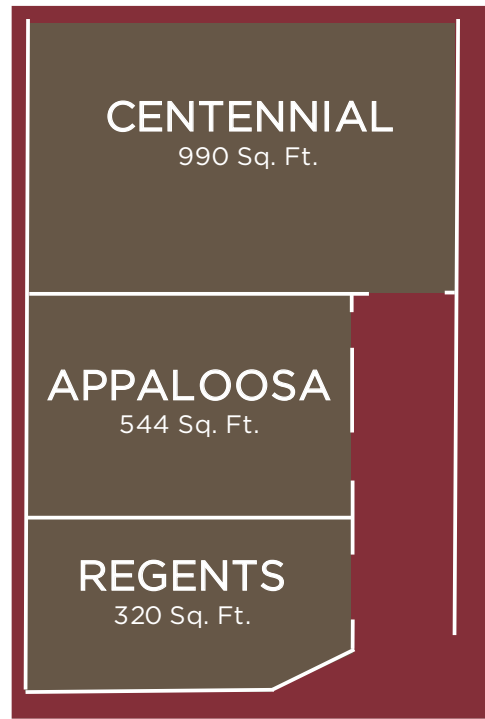 CENTENNIAL
990 Sq. Ft.
APPALOOSA
544 Sq. Ft.
REGENTS
320 Sq. Ft.